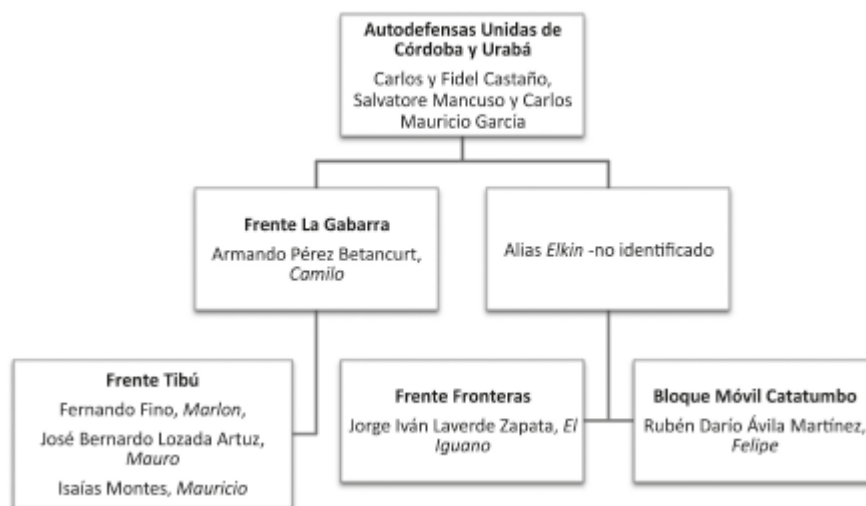 Autodefensas Unidas de
Córdoba y Urabá
Carlos y Fidel Castaño,
Salvatore Mancuso y Carlos
Mauricio García
Frente La Gabarra
Armando Pérez Betancurt,
Camilo
Alias Elkin -no identificado
Frente Tibú
Fernando Fino, Marlon,
José Bernardo Lozada Artuz,
Mauro
Isaías Montes, Mauricio
Frente Fronteras
Jorge Iván Laverde Zapata, El
Iguano
Bloque Móvil Catatumbo
Rubén Darío Ávila Martínez,
Felipe